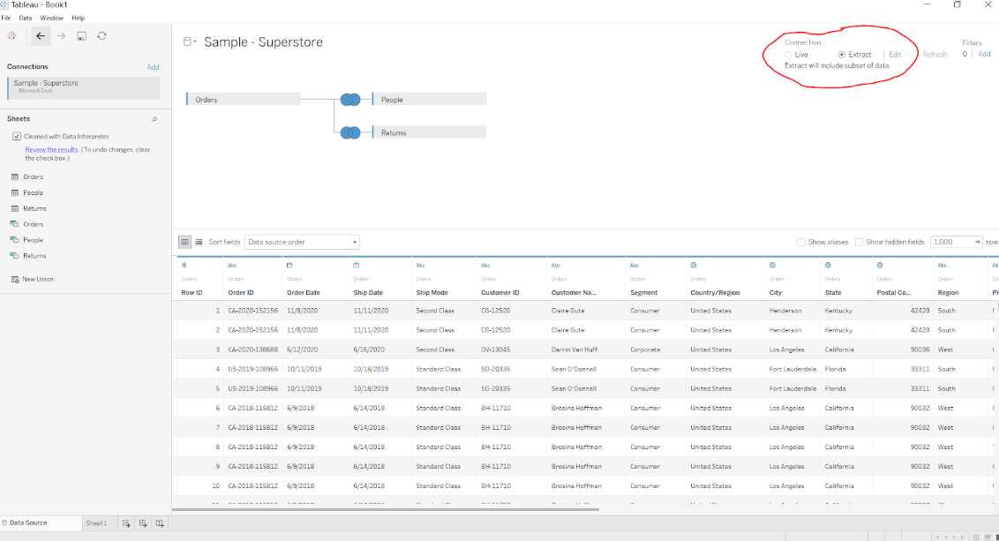 Tableau - Book1
File Data Window Help
Connections Add
Sample - Superstore
Microsoft Excel
Sheets
Cleaned with Data Interpreter
Review the results. (To undo changes, clear
the check box.)
Orders
People
Returns
Orders
People
Returns
New Union
Sample - Superstore
Connection
Live Extract Edit Refresh
Extract will include subset of data.
Filters
0 Add
Orders
People
Returns
Sort fields Data source order Show aliases Show hidden fields 1,000 rows
# Abc Abc Abc Abc Abc Abc
Orders Orders Orders Orders Orders Orders Orders Orders Orders Orders Orders Orders Orders
Row ID Order ID Order Date Ship Date Ship Mode Customer ID Customer Na... Segment Country/Region City State Postal Co... Region
1 CA-2020-152156 11/8/2020 11/11/2020 Second Class CG-12520 Claire Gute Consumer United States Henderson Kentucky 42420 South
2 CA-2020-152156 11/8/2020 11/11/2020 Second Class CG-12520 Claire Gute Consumer United States Henderson Kentucky 42420 South
3 CA-2020-138688 6/12/2020 6/16/2020 Second Class DV-13045 Darrin Van Huff Corporate United States Los Angeles California 90036 West
4 US-2019-108966 10/11/2019 10/18/2019 Standard Class SO-20335 Sean O'Donnell Consumer United States Fort Lauderdale Florida 33311 South
5 US-2019-108966 10/11/2019 10/18/2019 Standard Class SO-20335 Sean O'Donnell Consumer United States Fort Lauderdale Florida 33311 South
6 CA-2018-115812 6/9/2018 6/14/2018 Standard Class BH-11710 Brosina Hoffman Consumer United States Los Angeles California 90032 West
7 CA-2018-115812 6/9/2018 6/14/2018 Standard Class BH-11710 Brosina Hoffman Consumer United States Los Angeles California 90032 West
8 CA-2018-115812 6/9/2018 6/14/2018 Standard Class BH-11710 Brosina Hoffman Consumer United States Los Angeles California 90032 West
9 CA-2018-115812 6/9/2018 6/14/2018 Standard Class BH-11710 Brosina Hoffman Consumer United States Los Angeles California 90032 West
10 CA-2018-115812 6/9/2018 6/14/2018 Standard Class BH-11710 Brosina Hoffman Consumer United States Los Angeles California 90032 West
Data Source Sheet 1